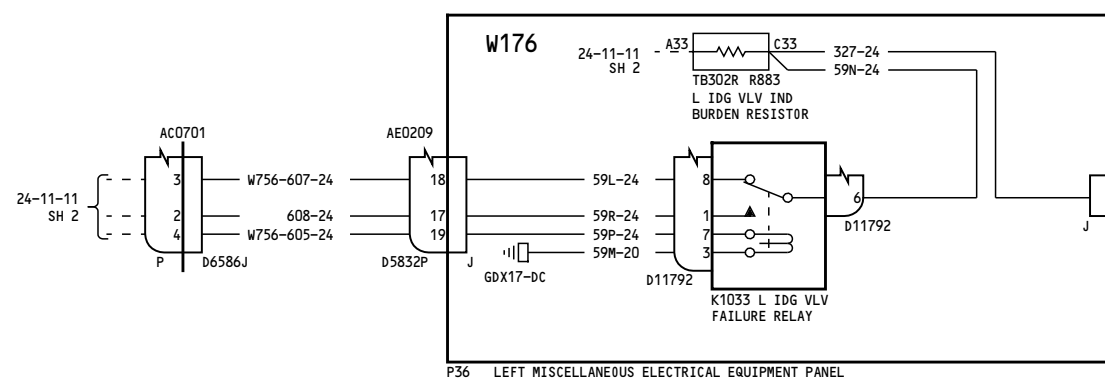 W176
24-11-11
SH 2
A33
C33
327-24
59N-24
TB302R R883
L IDG VLV IND
BURDEN RESISTOR
AC0701
AE0209
24-11-11
SH 2
3
W756-607-24
18
59L-24
8
2
608-24
17
59R-24
1
6
4
W756-605-24
19
59P-24
7
59M-20
3
P
D6586J
D5832P
J
GDX17-DC
D11792
D11792
J
K1033 L IDG VLV
FAILURE RELAY
P36 LEFT MISCELLANEOUS ELECTRICAL EQUIPMENT PANEL